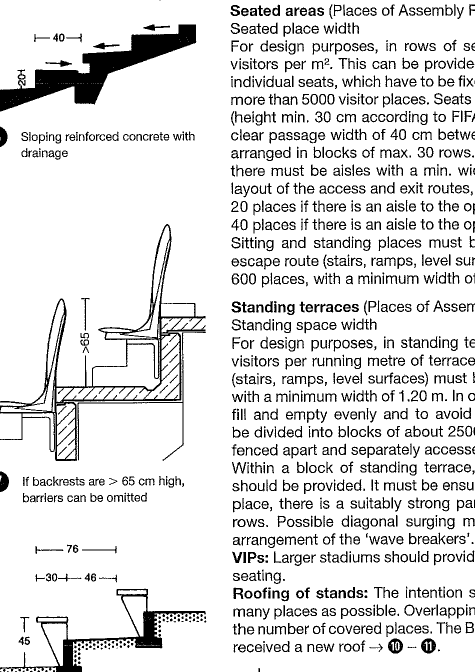 40
20
Sloping reinforced concrete with
drainage
>65
If backrests are > 65 cm high,
barriers can be omitted
76
30
46
45
Seated areas (Places of Assembly
Seated place width
For design purposes, in rows of
visitors per m². This can be provide
individual seats, which have to be
more than 5000 visitor places. Seats
(height min. 30 cm according to FIFA
clear passage width of 40 cm
arranged in blocks of max. 30 rows.
there must be aisles with a min.
layout of the access and exit routes,
20 places if there is an aisle to the
40 places if there is an aisle to the
Sitting and standing places must
escape route (stairs, ramps, level
600 places, with a minimum width of
Standing terraces (Places of
Standing space width
For design purposes, in standing
visitors per running metre of terrace
(stairs, ramps, level surfaces) must
with a minimum width of 1.20 m. In
fill and empty evenly and to avoid
be divided into blocks of about 250
fenced apart and separately
Within a block of standing terrace,
should be provided. It must be
place, there is a suitably strong
rows. Possible diagonal surging
arrangement of the ‘wave breakers’.
VIPs: Larger stadiums should provid
seating.
Roofing of stands: The intention
many places as possible. Overlappin
the number of covered places. The B
received a new roof → 10 – 11.